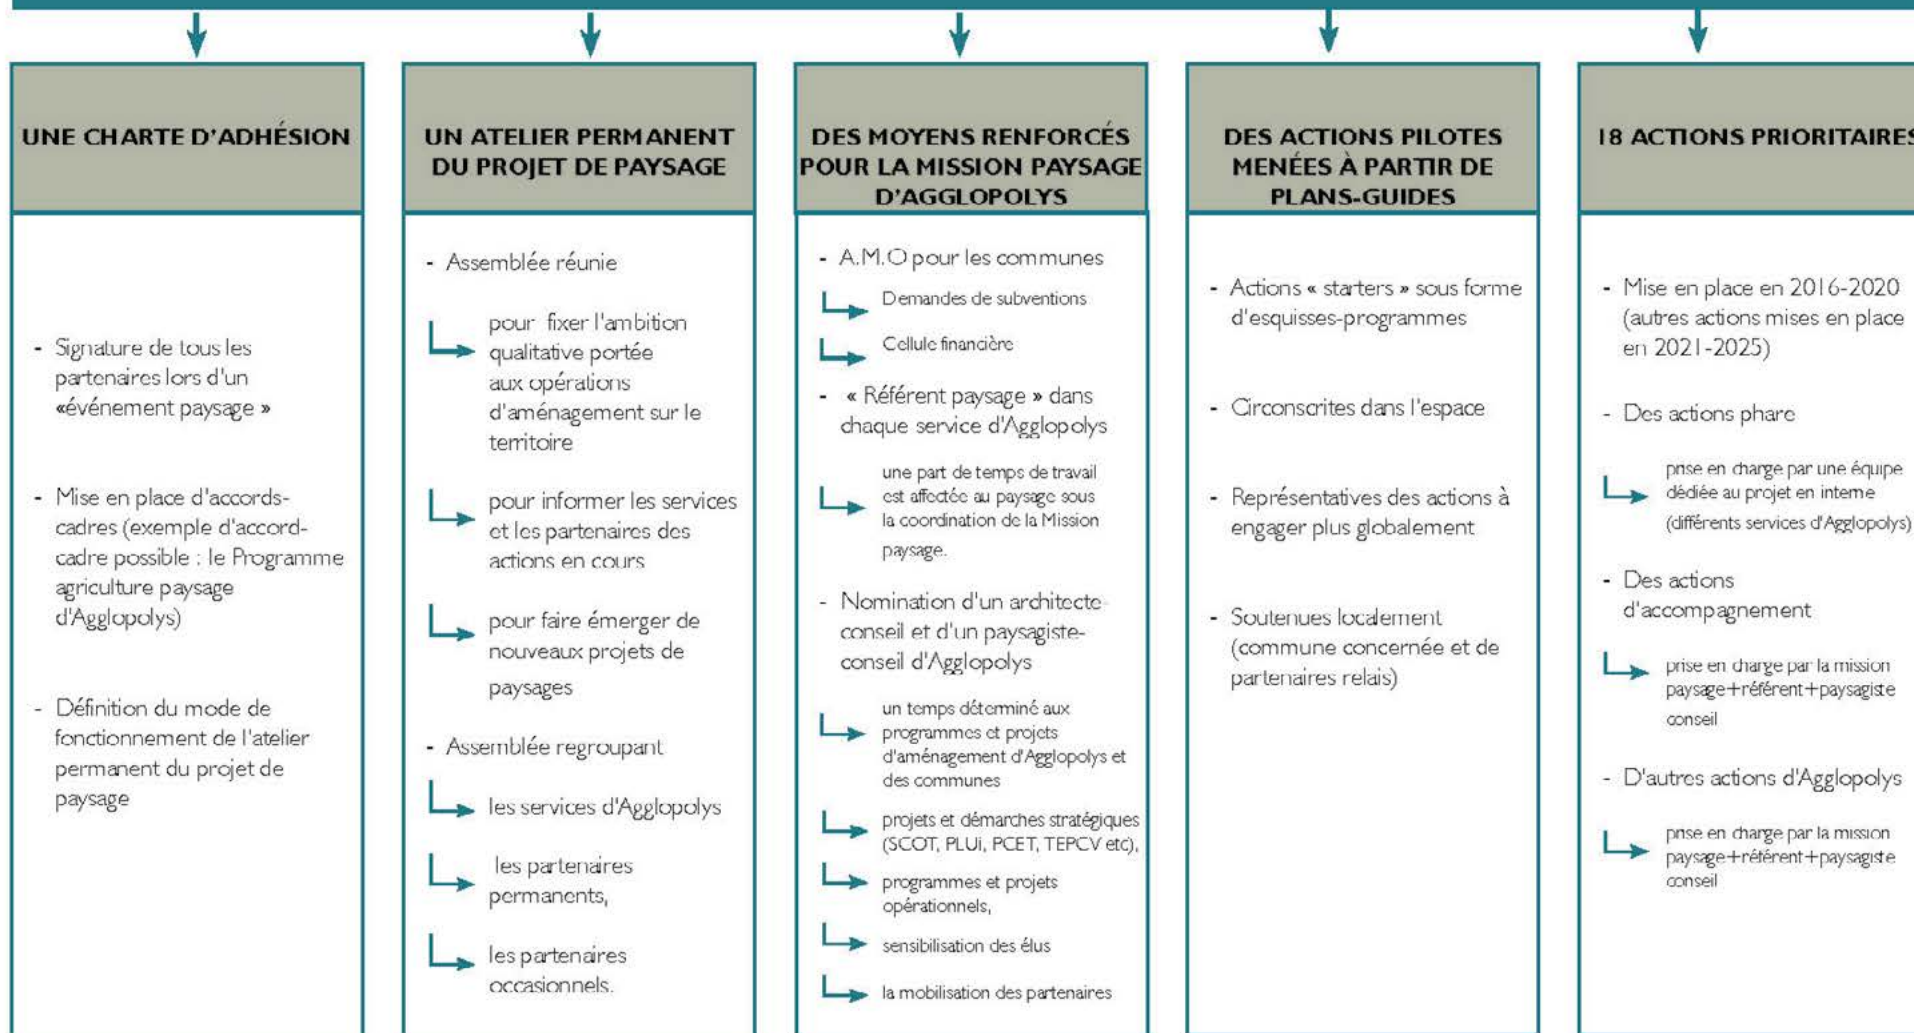 UNE CHARTE D'ADHÉSION
- Signature de tous les
partenaires lors d'un
«événement paysage »
- Mise en place d'accords-
cadres (exemple d'accord-
cadre possible : le Programme
agriculture paysage
d'Agglopolys)
- Définition du mode de
fonctionnement de l'atelier
permanent du projet de
paysage
UN ATELIER PERMANENT
DU PROJET DE PAYSAGE
- Assemblée réunie
pour fixer l'ambition
qualitative portée
aux opérations
d'aménagement sur le
territoire
pour informer les services
et les partenaires des
actions en cours
pour faire émerger de
nouveaux projets de
paysages
- Assemblée regroupant
les services d'Agglopolys
les partenaires
permanents,
les partenaires
occasionnels.
DES MOYENS RENFORCÉS
POUR LA MISSION PAYSAGE
D'AGGLOPOLYS
- A.M.O pour les communes
Demandes de subventions
Cellule financière
- « Référent paysage » dans
chaque service d'Agglopolys
une part de temps de travail
est affectée au paysage sous
la coordination de la Mission
paysage.
- Nomination d'un architecte-
conseil et d'un paysagiste-
conseil d'Agglopolys
un temps déterminé aux
programmes et projets
d'aménagement d'Agglopolys et
des communes
projets et démarches stratégiques
(SCOT, PLUi, PCET, TEPCV etc),
programmes et projets
opérationnels,
sensibilisation des élus
la mobilisation des partenaires
DES ACTIONS PILOTES
MENÉES À PARTIR DE
PLANS-GUIDES
- Actions « starters » sous forme
d'esquisses-programmes
- Circonscrites dans l'espace
- Représentatives des actions à
engager plus globalement
- Soutenues localement
(commune concernée et de
partenaires relais)
18 ACTIONS PRIORITAIRES
- Mise en place en 2016-2020
(autres actions mises en place
en 2021-2025)
- Des actions phare
prise en charge par une équipe
dédiée au projet en interne
(différents services d'Agglopolys)
- Des actions
d'accompagnement
prise en charge par la mission
paysage+référent+paysagiste
conseil
- D'autres actions d'Agglopolys
prise en charge par la mission
paysage+référent+paysagiste
conseil